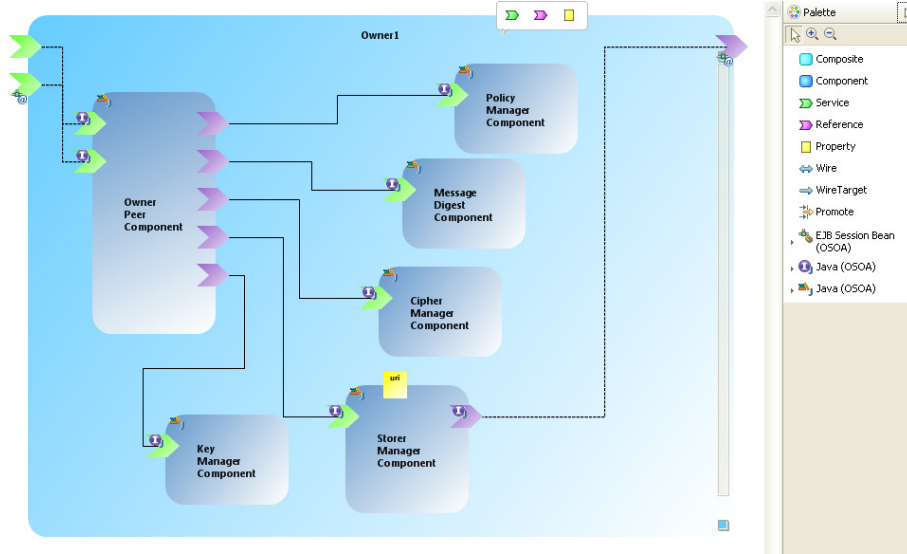 Owner1
Policy
Manager
Component
Message
Digest
Component
Owner
Peer
Component
Cipher
Manager
Component
uri
Storer
Manager
Component
Key
Manager
Component
Palette
Composite
Component
Service
Reference
Property
Wire
WireTarget
Promote
EJB Session Bean
(OSOA)
Java (OSOA)
Java (OSOA)